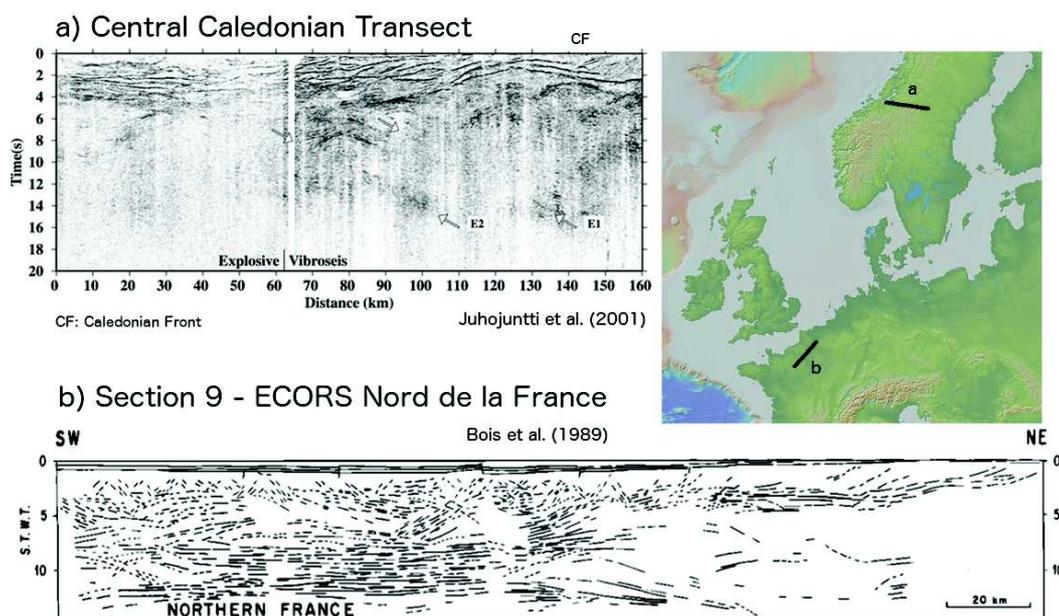 a) Central Caledonian Transect
CF
0
2
4
6
8
10
12
14
16
18
20
Time(s)
E2
E1
Explosive
Vibroseis
0 10 20 30 40 50 60 70 80 90 100 110 120 130 140 150 160
Distance (km)
CF: Caledonian Front
Juhojuntti et al. (2001)
a
b
b) Section 9 - ECORS Nord de la France
Bois et al. (1989)
SW
NE
0
5
10
S.T.W.T.
0
5
10
NORTHERN FRANCE
20 km